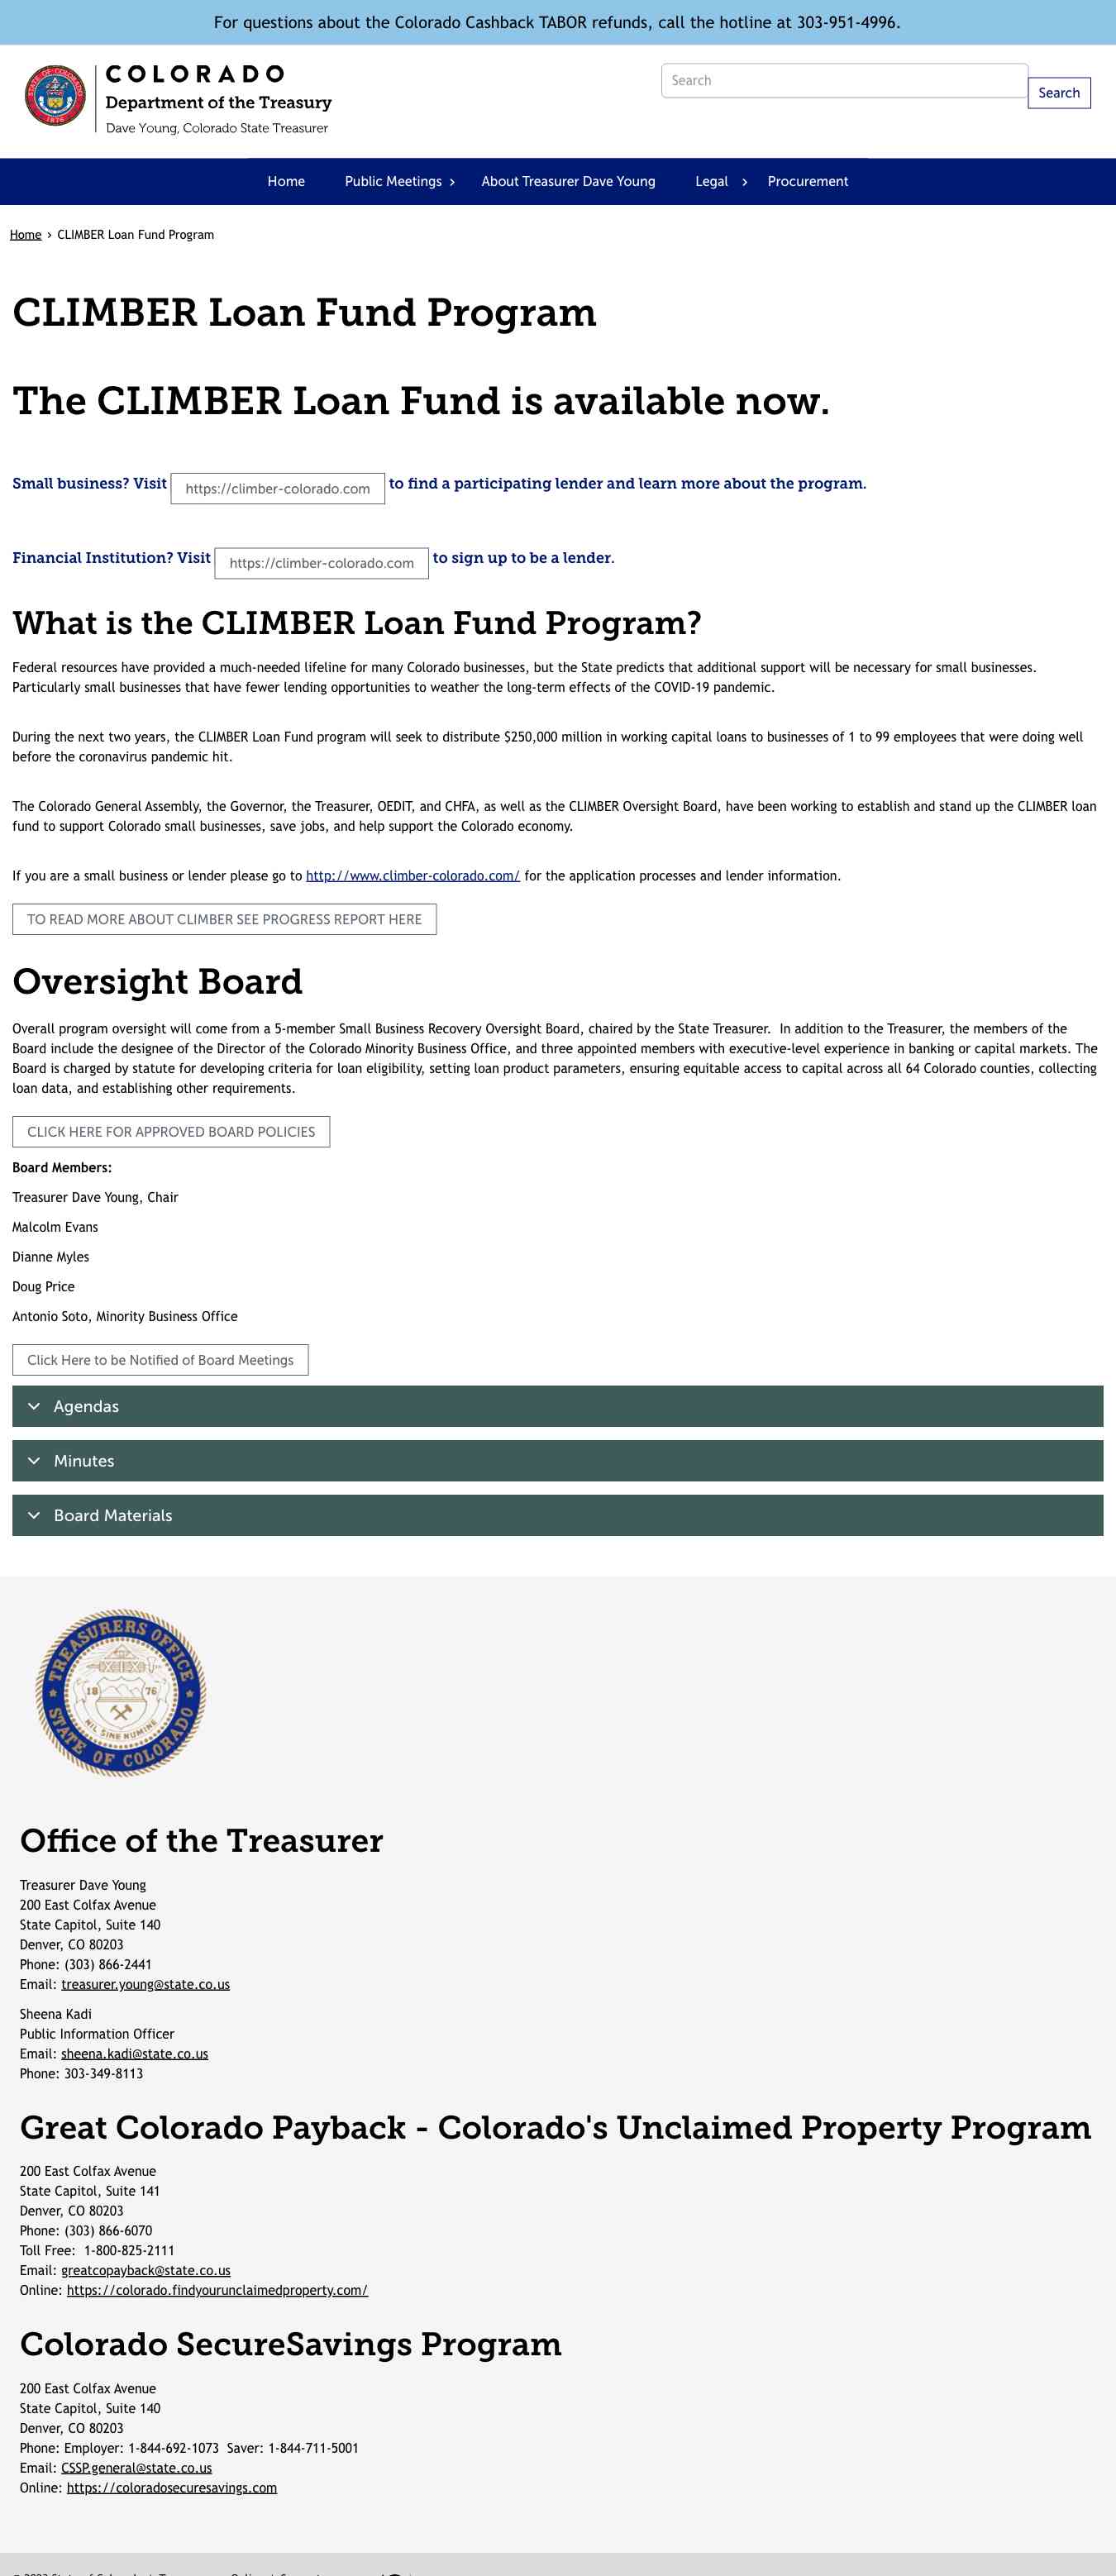 For questions about the Colorado Cashback TABOR refunds, call the hotline at 303-951-4996.
STATE OF COLORADO
1876
COLORADO
Department of the Treasury
Dave Young, Colorado State Treasurer
Search
Search
Home Public Meetings › About Treasurer Dave Young Legal › Procurement
Home › CLIMBER Loan Fund Program
CLIMBER Loan Fund Program
The CLIMBER Loan Fund is available now.
Small business? Visit https://climber-colorado.com to find a participating lender and learn more about the program.
Financial Institution? Visit https://climber-colorado.com to sign up to be a lender.
What is the CLIMBER Loan Fund Program?
Federal resources have provided a much-needed lifeline for many Colorado businesses, but the State predicts that additional support will be necessary for small businesses.
Particularly small businesses that have fewer lending opportunities to weather the long-term effects of the COVID-19 pandemic.
During the next two years, the CLIMBER Loan Fund program will seek to distribute $250,000 million in working capital loans to businesses of 1 to 99 employees that were doing well
before the coronavirus pandemic hit.
The Colorado General Assembly, the Governor, the Treasurer, OEDIT, and CHFA, as well as the CLIMBER Oversight Board, have been working to establish and stand up the CLIMBER loan
fund to support Colorado small businesses, save jobs, and help support the Colorado economy.
If you are a small business or lender please go to http://www.climber-colorado.com/ for the application processes and lender information.
TO READ MORE ABOUT CLIMBER SEE PROGRESS REPORT HERE
Oversight Board
Overall program oversight will come from a 5-member Small Business Recovery Oversight Board, chaired by the State Treasurer. In addition to the Treasurer, the members of the
Board include the designee of the Director of the Colorado Minority Business Office, and three appointed members with executive-level experience in banking or capital markets. The
Board is charged by statute for developing criteria for loan eligibility, setting loan product parameters, ensuring equitable access to capital across all 64 Colorado counties, collecting
loan data, and establishing other requirements.
CLICK HERE FOR APPROVED BOARD POLICIES
Board Members:
Treasurer Dave Young, Chair
Malcolm Evans
Dianne Myles
Doug Price
Antonio Soto, Minority Business Office
Click Here to be Notified of Board Meetings
Agendas
Minutes
Board Materials
TREASURERS OFFICE
18 76
NIL SINE NUMINE
STATE OF COLORADO
Office of the Treasurer
Treasurer Dave Young
200 East Colfax Avenue
State Capitol, Suite 140
Denver, CO 80203
Phone: (303) 866-2441
Email: treasurer.young@state.co.us
Sheena Kadi
Public Information Officer
Email: sheena.kadi@state.co.us
Phone: 303-349-8113
Great Colorado Payback - Colorado's Unclaimed Property Program
200 East Colfax Avenue
State Capitol, Suite 141
Denver, CO 80203
Phone: (303) 866-6070
Toll Free: 1-800-825-2111
Email: greatcopayback@state.co.us
Online: https://colorado.findyourunclaimedproperty.com/
Colorado SecureSavings Program
200 East Colfax Avenue
State Capitol, Suite 140
Denver, CO 80203
Phone: Employer: 1-844-692-1073 Saver: 1-844-711-5001
Email: CSSP.general@state.co.us
Online: https://coloradosecuresavings.com